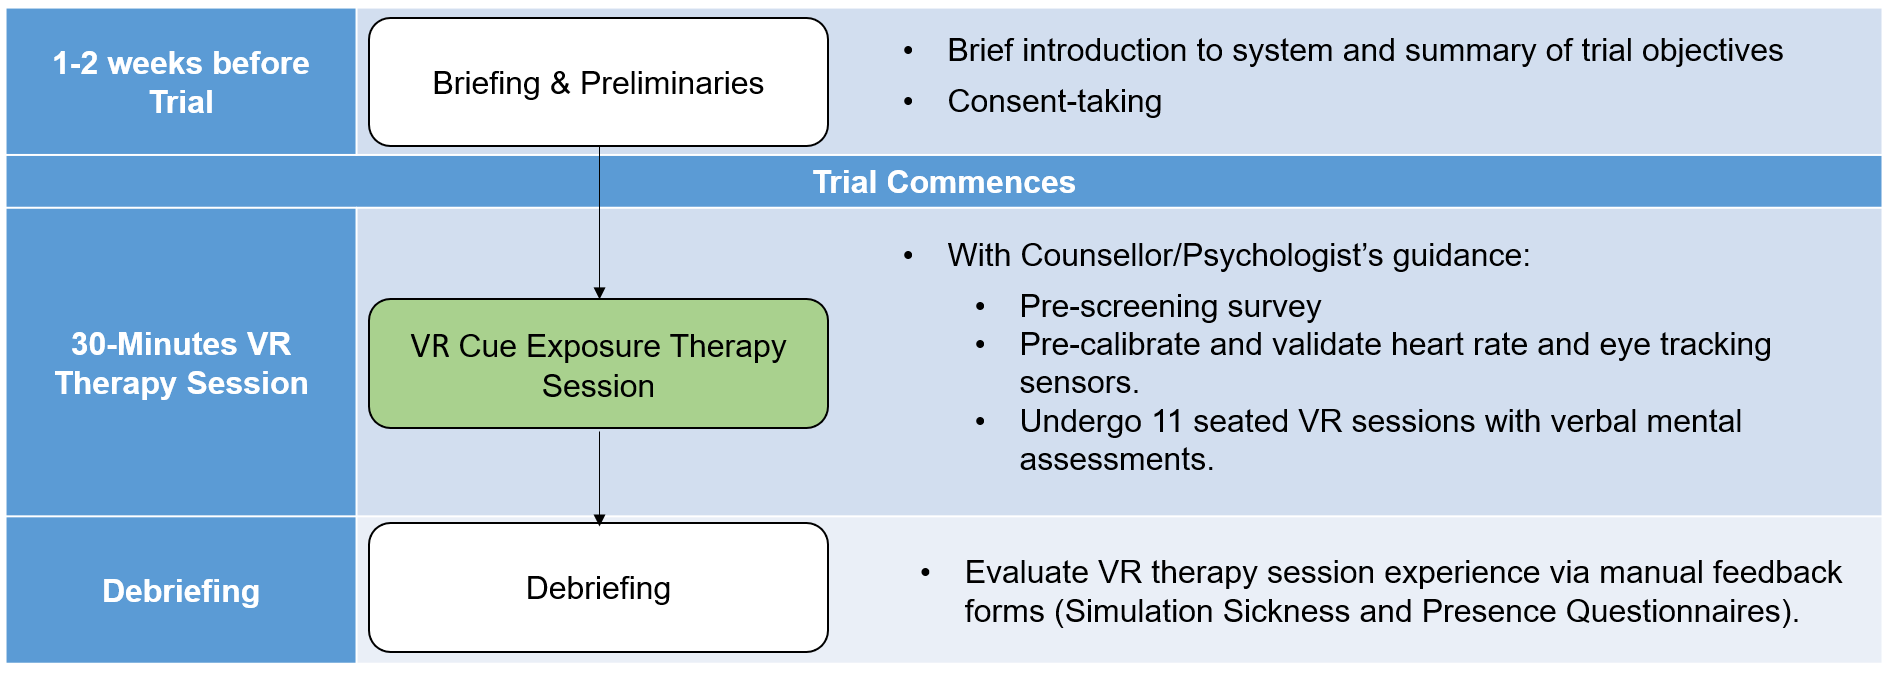 1-2 weeks before
Trial
Briefing & Preliminaries
• Brief introduction to system and summary of trial objectives
• Consent-taking
Trial Commences
30-Minutes VR
Therapy Session
VR Cue Exposure Therapy
Session
• With Counsellor/Psychologist’s guidance:
• Pre-screening survey
• Pre-calibrate and validate heart rate and eye tracking
sensors.
• Undergo 11 seated VR sessions with verbal mental
assessments.
Debriefing
Debriefing
• Evaluate VR therapy session experience via manual feedback
forms (Simulation Sickness and Presence Questionnaires).